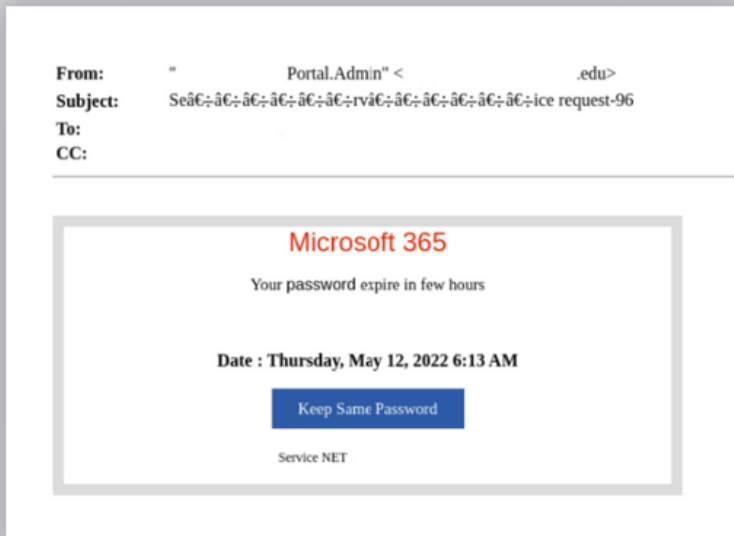 From: " Portal.Admin" < .edu>
Subject: Seâ€÷â€÷â€÷â€÷â€÷â€÷rvâ€÷â€÷â€÷â€÷â€÷â€÷ice request-96
To:
CC:
Microsoft 365
Your password expire in few hours
Date : Thursday, May 12, 2022 6:13 AM
Keep Same Password
Service NET